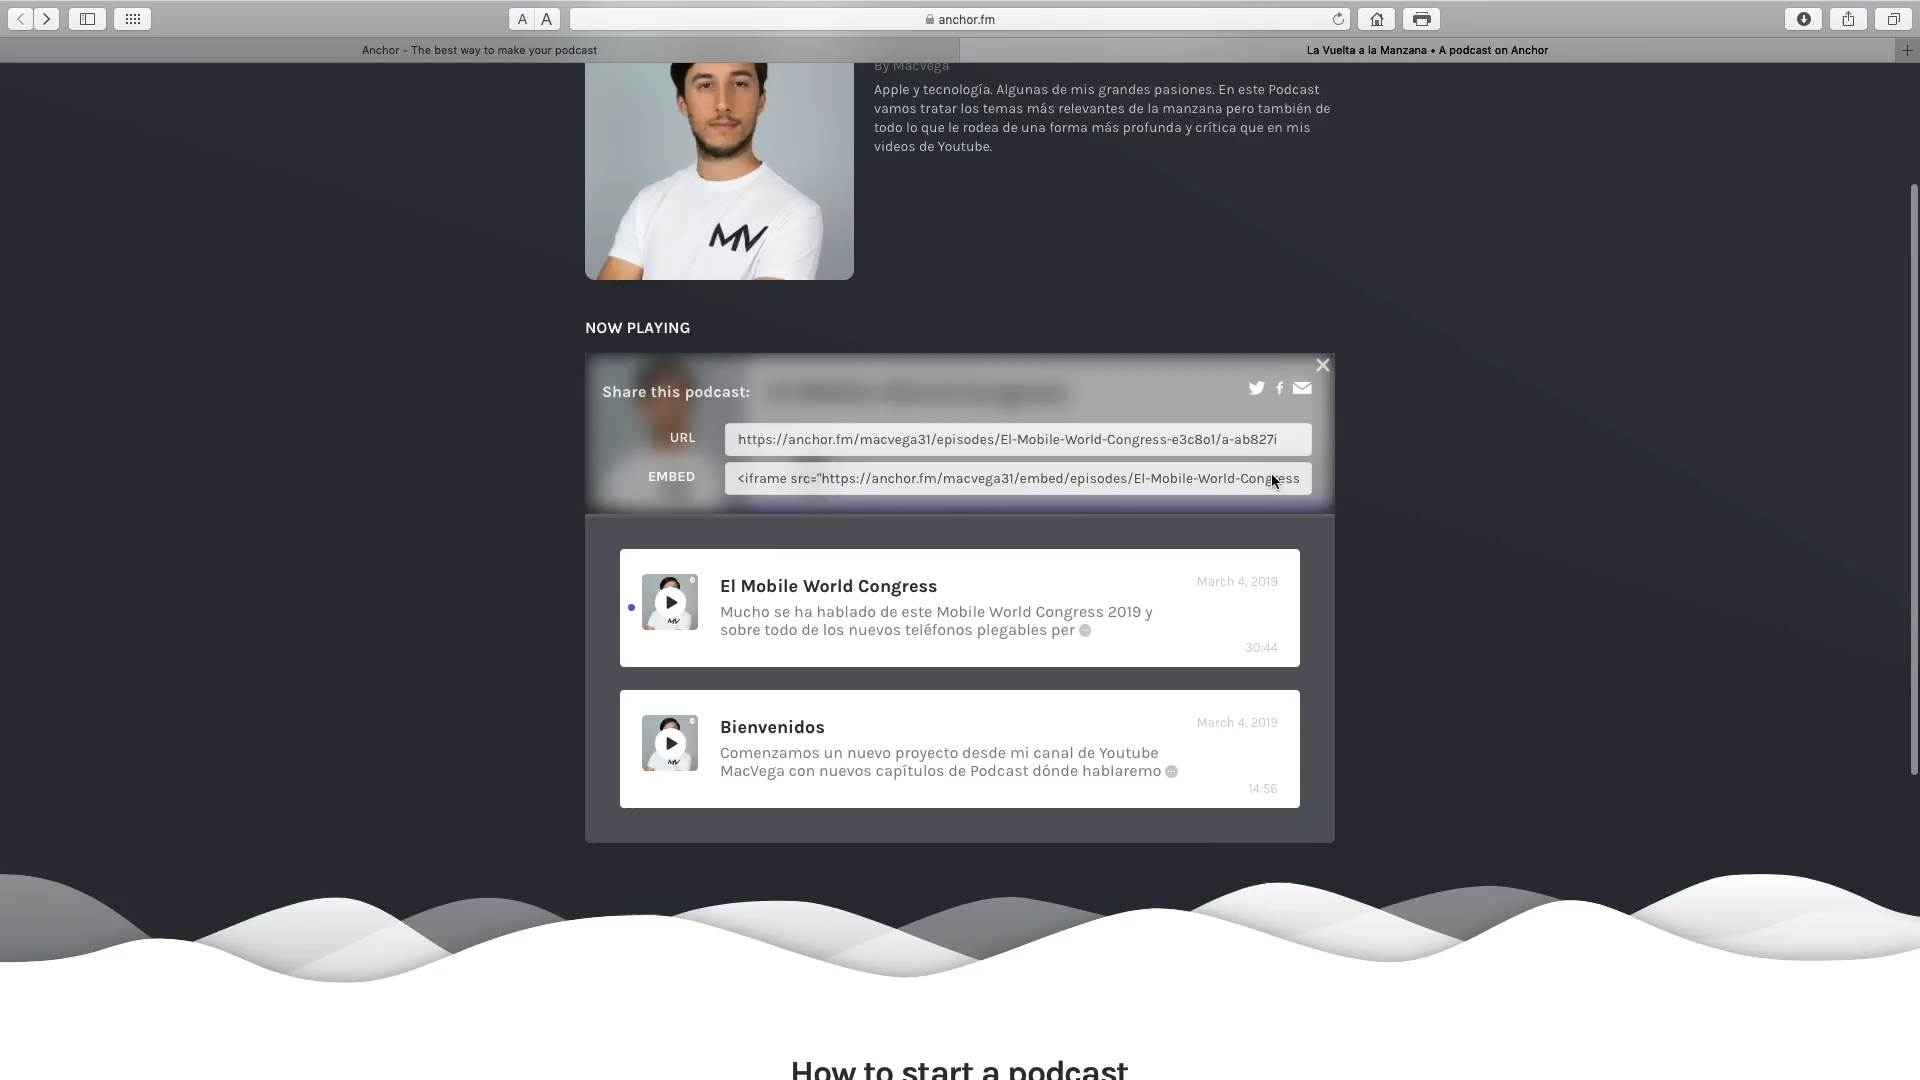 A A
anchor.fm
Anchor - The best way to make your podcast
La Vuelta a la Manzana • A podcast on Anchor
By MacVega
Apple y tecnología. Algunas de mis grandes pasiones. En este Podcast
vamos tratar los temas más relevantes de la manzana pero también de
todo lo que le rodea de una forma más profunda y crítica que en mis
videos de Youtube.
MV
NOW PLAYING
Share this podcast:
URL
https://anchor.fm/macvega31/episodes/El-Mobile-World-Congress-e3c8o1/a-ab827i
EMBED
<iframe src="https://anchor.fm/macvega31/embed/episodes/El-Mobile-World-Congress
El Mobile World Congress
March 4, 2019
Mucho se ha hablado de este Mobile World Congress 2019 y
sobre todo de los nuevos teléfonos plegables per
30:44
Bienvenidos
March 4, 2019
Comenzamos un nuevo proyecto desde mi canal de Youtube
MacVega con nuevos capítulos de Podcast dónde hablaremo
14:56
How to start a podcast